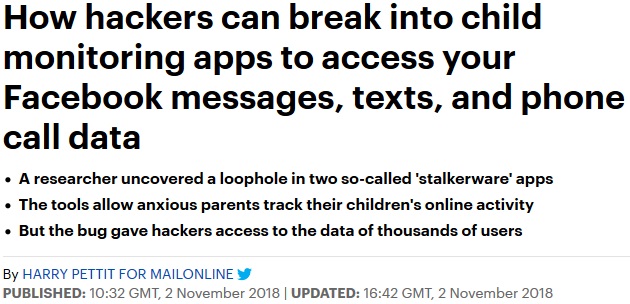 How hackers can break into child
monitoring apps to access your
Facebook messages, texts, and phone
call data
• A researcher uncovered a loophole in two so-called 'stalkerware' apps
• The tools allow anxious parents track their children's online activity
• But the bug gave hackers access to the data of thousands of users
By HARRY PETTIT FOR MAILONLINE
PUBLISHED: 10:32 GMT, 2 November 2018 | UPDATED: 16:42 GMT, 2 November 2018